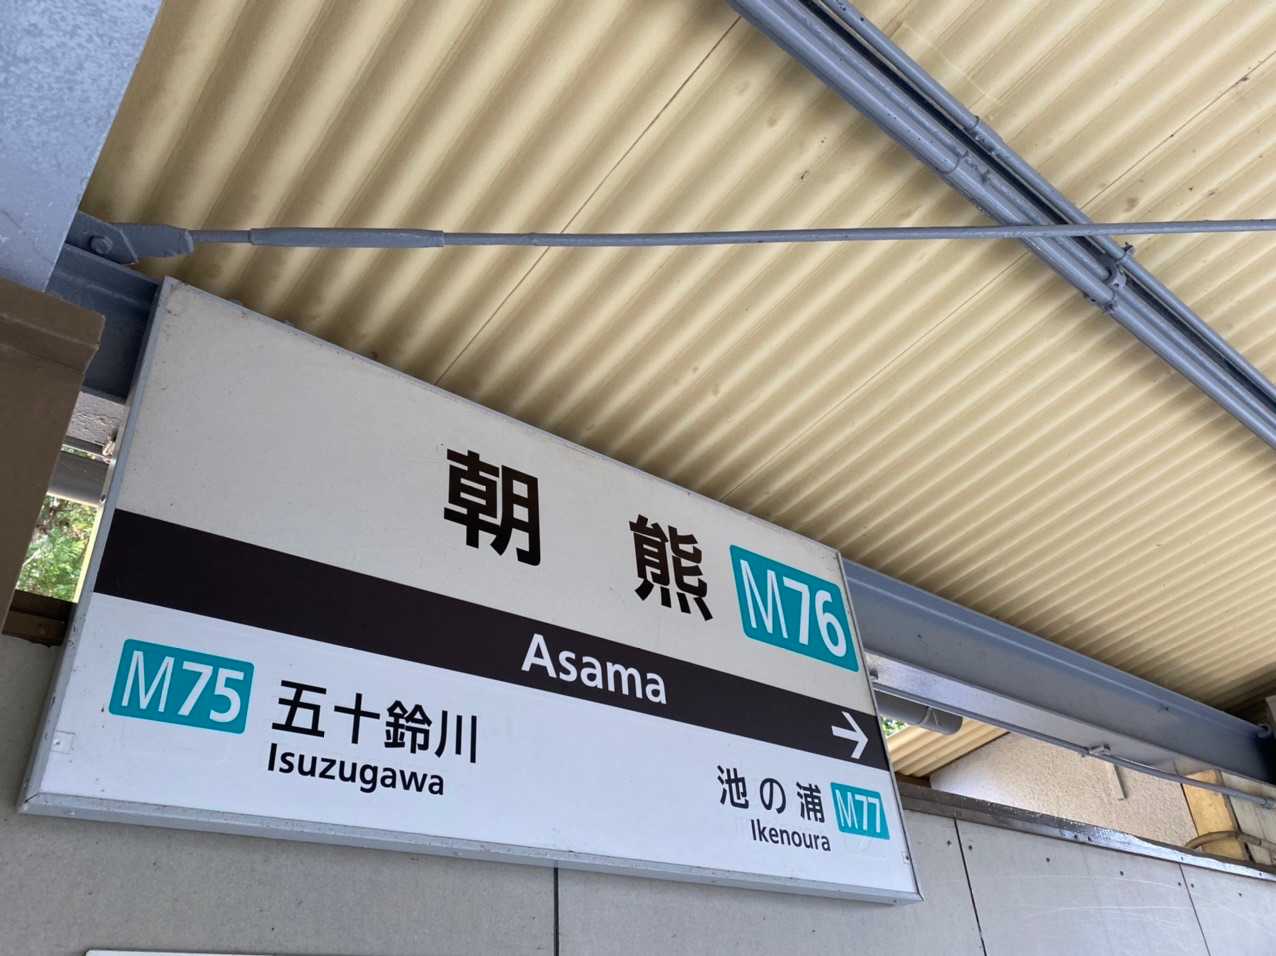 朝熊 M76
Asama →
M75 五十鈴川
Isuzugawa
池の浦 M77
Ikenoura